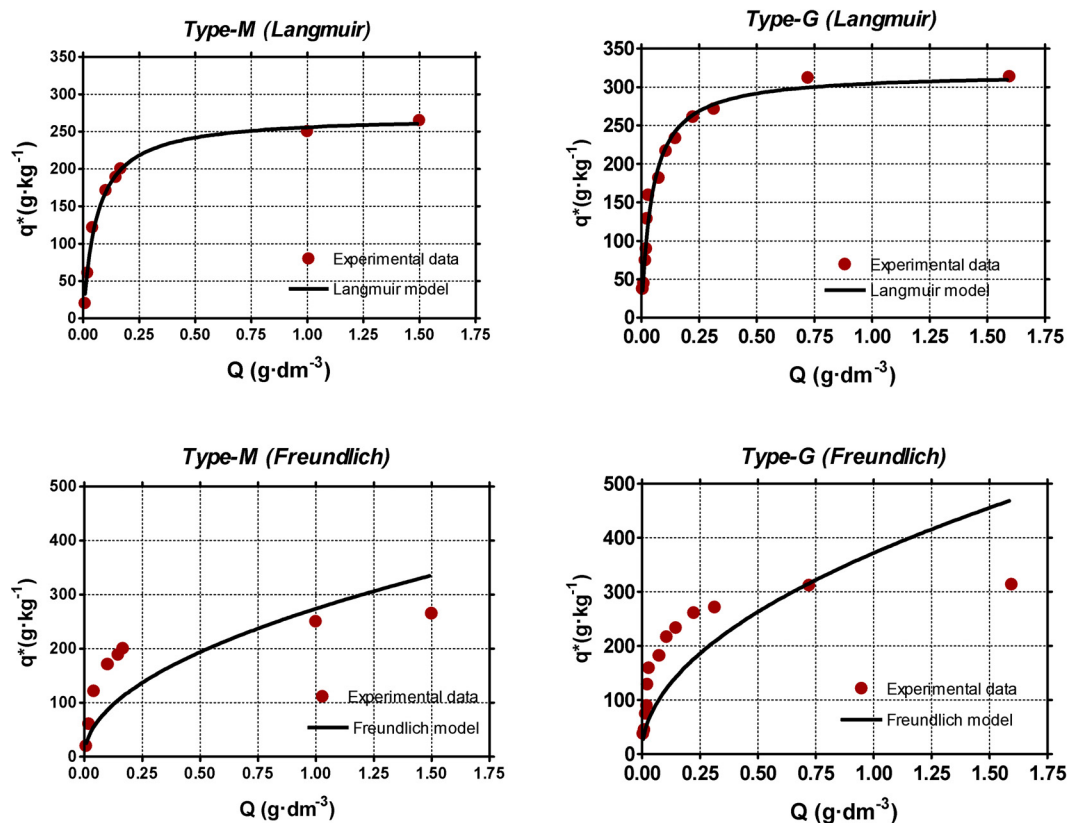 Type-M (Langmuir)
350
300
250
200
150
100
50
0
q*(g·kg-1)
Experimental data
Langmuir model
0.00 0.25 0.50 0.75 1.00 1.25 1.50 1.75
Q (g·dm-3)
Type-G (Langmuir)
350
300
250
200
150
100
50
0
q*(g·kg-1)
Experimental data
Langmuir model
0.00 0.25 0.50 0.75 1.00 1.25 1.50 1.75
Q (g·dm-3)
Type-M (Freundlich)
500
400
300
200
100
0
q*(g·kg-1)
Experimental data
Freundlich model
0.00 0.25 0.50 0.75 1.00 1.25 1.50 1.75
Q (g·dm-3)
Type-G (Freundlich)
500
400
300
200
100
0
q*(g·kg-1)
Experimental data
Freundlich model
0.00 0.25 0.50 0.75 1.00 1.25 1.50 1.75
Q (g·dm-3)